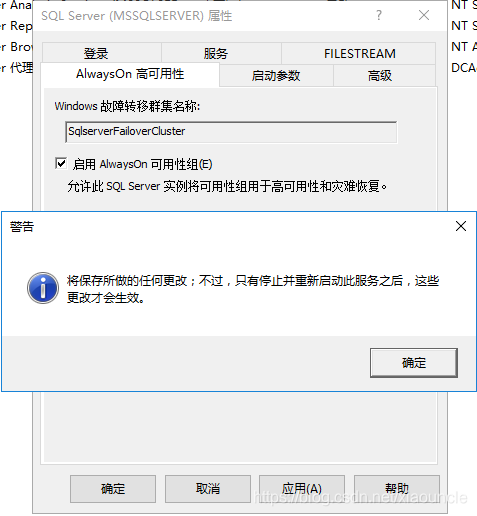 er Ana
er Rep
er Brow
er 代理
NT S
NT S
NT A
DCAd
SQL Server (MSSQLSERVER) 属性
?
登录
服务
FILESTREAM
AlwaysOn 高可用性
启动参数
高级
Windows 故障转移群集名称:
SqlserverFailoverCluster
启用 AlwaysOn 可用性组(E)
允许此 SQL Server 实例将可用性组用于高可用性和灾难恢复。
警告
将保存所做的任何更改；不过，只有停止并重新启动此服务之后，这些
更改才会生效。
确定
确定
取消
应用(A)
帮助
https://blog.csdn.net/xiaouncle